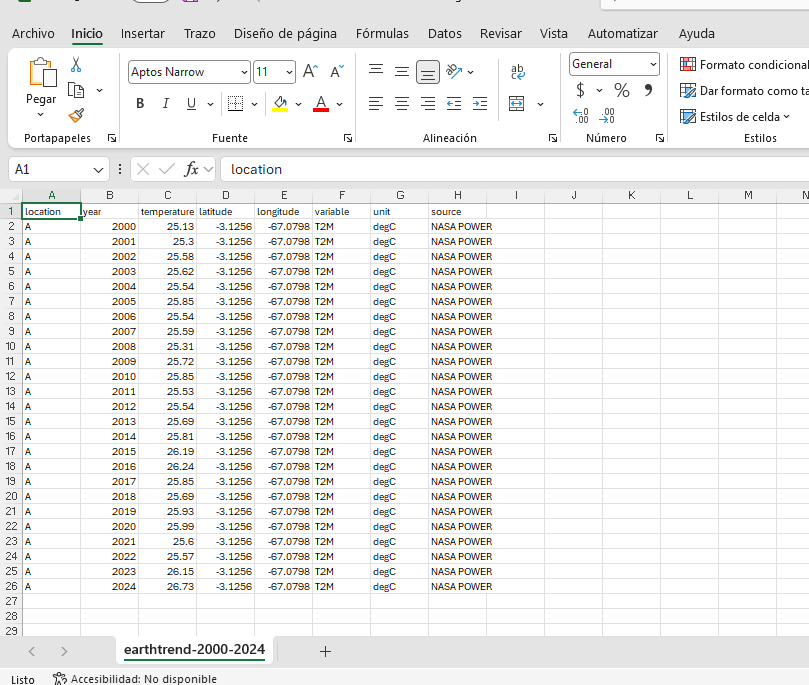 Archivo Inicio Insertar Trazo Diseño de página Fórmulas Datos Revisar Vista Automatizar Ayuda
Pegar
Aptos Narrow 11 A A ab General Formato condicional
N K S A $ % Dar formato como ta
Estilos de celda
Portapapeles Fuente Alineación Número Estilos
A1 fx location
A B C D E F G H I J K L M N
1 location year temperature latitude longitude variable unit source
2 A 2000 25.13 -3.1256 -67.0798 T2M degC NASA POWER
3 A 2001 25.3 -3.1256 -67.0798 T2M degC NASA POWER
4 A 2002 25.58 -3.1256 -67.0798 T2M degC NASA POWER
5 A 2003 25.62 -3.1256 -67.0798 T2M degC NASA POWER
6 A 2004 25.54 -3.1256 -67.0798 T2M degC NASA POWER
7 A 2005 25.85 -3.1256 -67.0798 T2M degC NASA POWER
8 A 2006 25.54 -3.1256 -67.0798 T2M degC NASA POWER
9 A 2007 25.59 -3.1256 -67.0798 T2M degC NASA POWER
10 A 2008 25.31 -3.1256 -67.0798 T2M degC NASA POWER
11 A 2009 25.72 -3.1256 -67.0798 T2M degC NASA POWER
12 A 2010 25.85 -3.1256 -67.0798 T2M degC NASA POWER
13 A 2011 25.53 -3.1256 -67.0798 T2M degC NASA POWER
14 A 2012 25.54 -3.1256 -67.0798 T2M degC NASA POWER
15 A 2013 25.69 -3.1256 -67.0798 T2M degC NASA POWER
16 A 2014 25.81 -3.1256 -67.0798 T2M degC NASA POWER
17 A 2015 26.19 -3.1256 -67.0798 T2M degC NASA POWER
18 A 2016 26.24 -3.1256 -67.0798 T2M degC NASA POWER
19 A 2017 25.85 -3.1256 -67.0798 T2M degC NASA POWER
20 A 2018 25.69 -3.1256 -67.0798 T2M degC NASA POWER
21 A 2019 25.93 -3.1256 -67.0798 T2M degC NASA POWER
22 A 2020 25.99 -3.1256 -67.0798 T2M degC NASA POWER
23 A 2021 25.6 -3.1256 -67.0798 T2M degC NASA POWER
24 A 2022 25.57 -3.1256 -67.0798 T2M degC NASA POWER
25 A 2023 26.15 -3.1256 -67.0798 T2M degC NASA POWER
26 A 2024 26.73 -3.1256 -67.0798 T2M degC NASA POWER
27
28
29
earthtrend-2000-2024
Listo Accesibilidad: No disponible